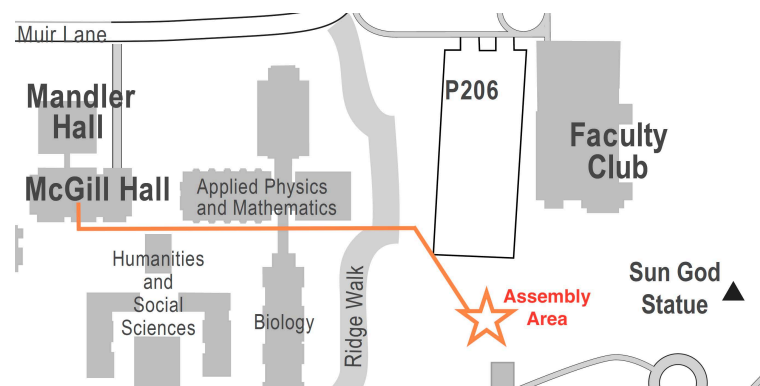 Muir Lane
Mandler
Hall
P206
Faculty
Club
McGill Hall
Applied Physics
and Mathematics
Humanities
and
Social
Sciences
Biology
Ridge Walk
Assembly
Area
Sun God
Statue